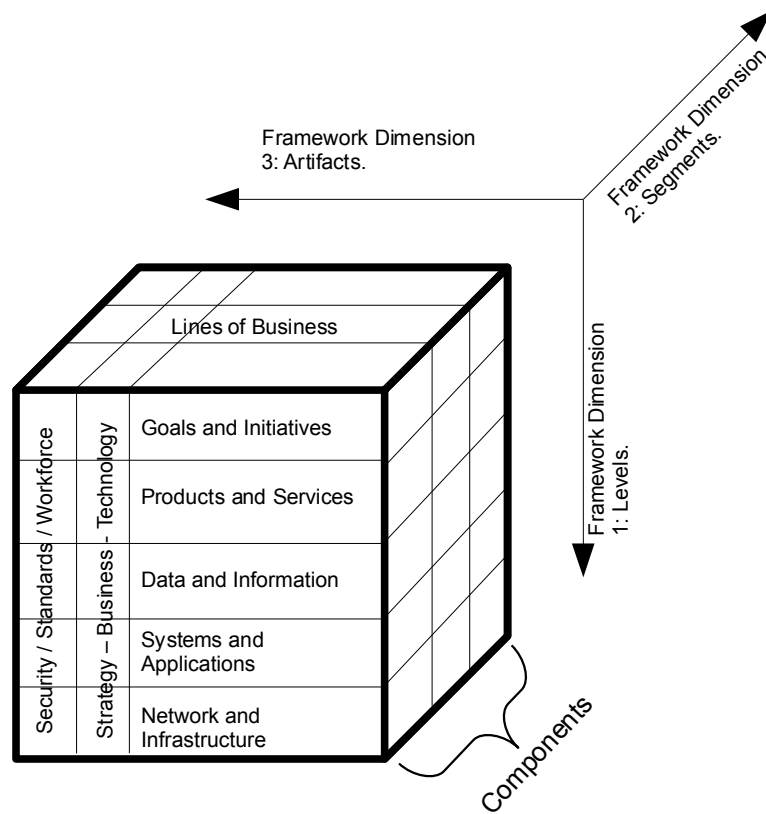 Framework Dimension
3: Artifacts.
Framework Dimension
2: Segments.
Framework Dimension
1: Levels.
Lines of Business
Security / Standards / Workforce
Strategy – Business - Technology
Goals and Initiatives
Products and Services
Data and Information
Systems and
Applications
Network and
Infrastructure
Components